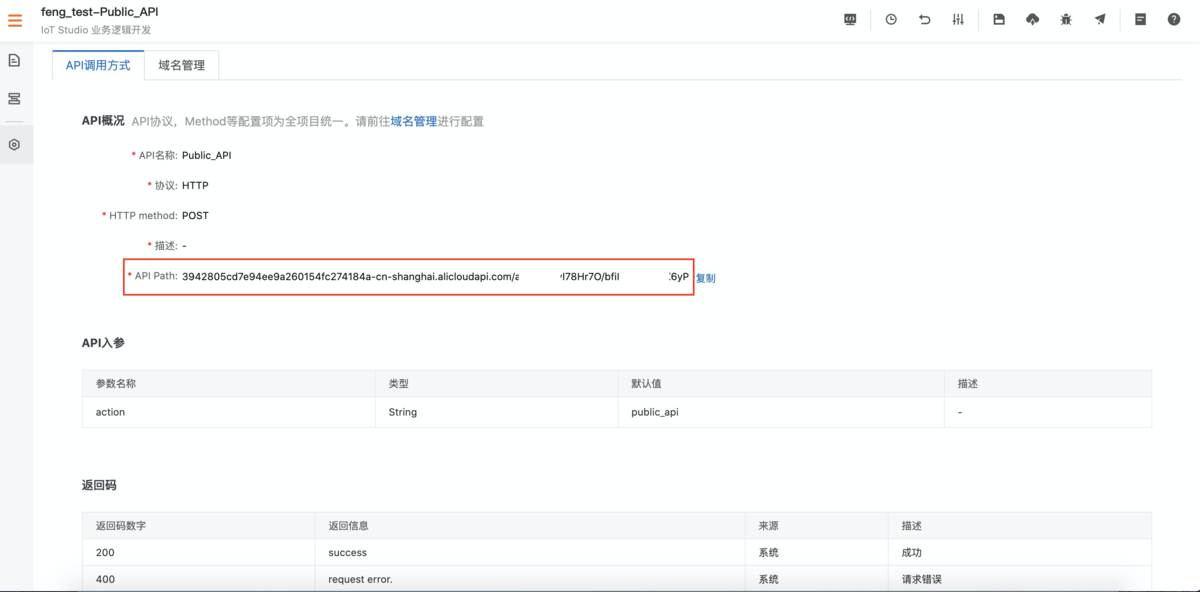 feng_test-Public_API
IoT Studio 业务逻辑开发
API调用方式 域名管理
API概况 API协议，Method等配置项为全项目统一。请前往域名管理进行配置
* API名称: Public_API
* 协议: HTTP
* HTTP method: POST
* 描述: -
* API Path: 3942805cd7e94ee9a260154fc274184a-cn-shanghai.alicloudapi.com/a I78Hr7O/bfiI 6yP 复制
API入参
参数名称 类型 默认值 描述
action String public_api -
返回码
返回码数字 返回信息 来源 描述
200 success 系统 成功
400 request error. 系统 请求错误